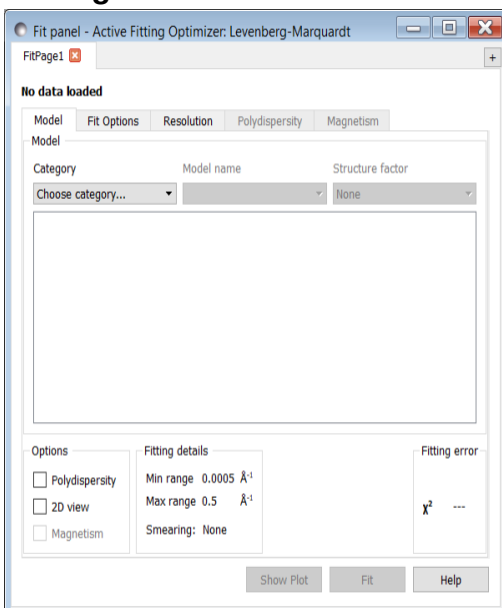 Fit panel - Active Fitting Optimizer: Levenberg-Marquardt
FitPage1
+
No data loaded
Model Fit Options Resolution Polydispersity Magnetism
Model
Category Model name Structure factor
Choose category... None
Options Fitting details Fitting error
Polydispersity Min range 0.0005 Å⁻¹
2D view Max range 0.5 Å⁻¹ χ² ---
Magnetism Smearing: None
Show Plot Fit Help